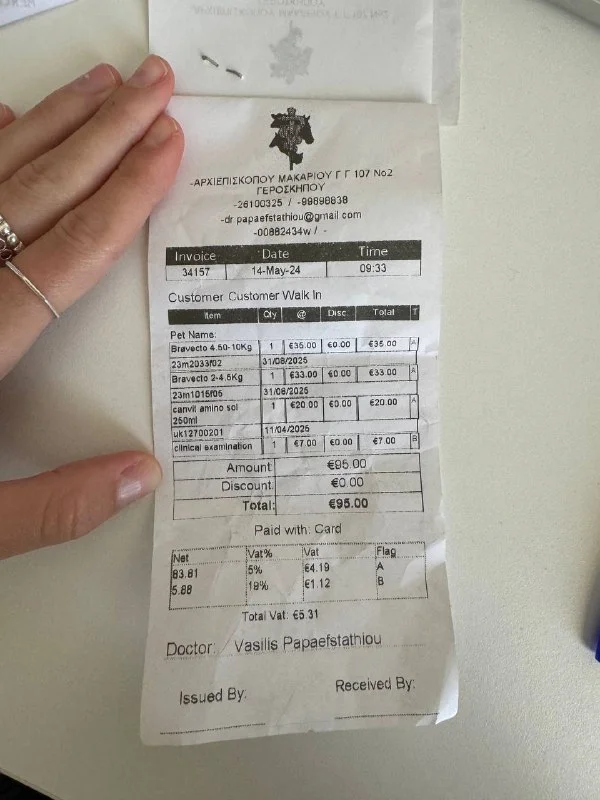 -ΑΡΧΙΕΠΙΣΚΟΠΟΥ ΜΑΚΑΡΙΟΥ Γ Γ 107 Νο2
ΓΕΡΟΣΚΗΠΟΥ
-26100325 / -99898838
-dr.papaefstathiou@gmail.com
-00882434w / -
Invoice Date Time
34157 14-May-24 09:33
Customer Customer Walk In
Item Qty @ Disc. Total T
Pet Name:
Bravecto 4.50-10Kg 1 €35.00 €0.00 €35.00 A
23m2033f02 31/08/2025
Bravecto 2-4.5Kg 1 €33.00 €0.00 €33.00 A
23m1015f06 31/08/2025
canvit amino sol 1 €20.00 €0.00 €20.00 A
250ml
uk12700201 11/04/2025
clinical examination 1 €7.00 €0.00 €7.00 B
Amount: €95.00
Discount: €0.00
Total: €95.00
Paid with: Card
Net Vat% Vat Flag
83.81 5% €4.19 A
5.88 19% €1.12 B
Total Vat: €5.31
Doctor: Vasilis Papaefstathiou
Issued By: Received By: